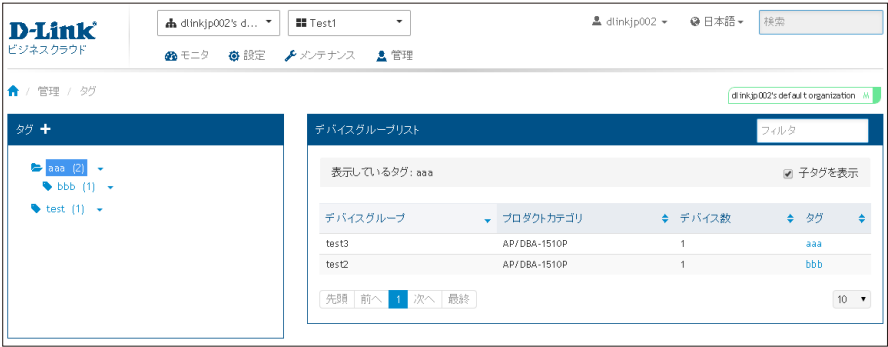 D-Link
ビジネスクラウド
dlinkjp002's d... Test1 dlinkjp002 日本語 検索
モニタ 設定 メンテナンス 管理
/ 管理 / タグ
dlinkjp002's default organization
タグ
デバイスグループリスト フィルタ
aaa (2)
bbb (1)
test (1)
表示しているタグ: aaa 子タグを表示
デバイスグループ プロダクトカテゴリ デバイス数 タグ
test3 AP/DBA-1510P 1 aaa
test2 AP/DBA-1510P 1 bbb
先頭 前へ 1 次へ 最終 10